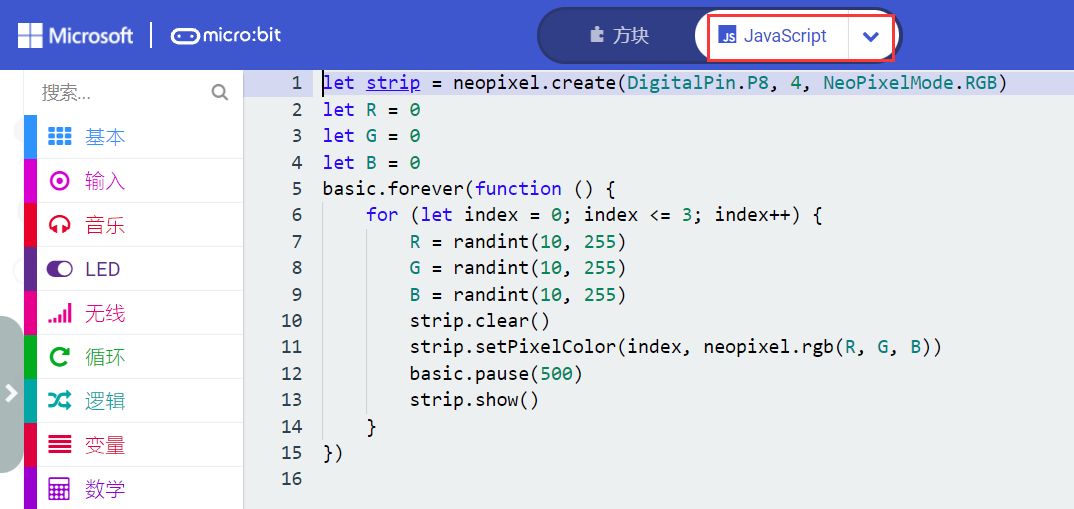 Microsoft micro:bit 方块 JavaScript
搜索...
基本
输入
音乐
LED
无线
循环
逻辑
变量
数学
1 let strip = neopixel.create(DigitalPin.P8, 4, NeoPixelMode.RGB)
2 let R = 0
3 let G = 0
4 let B = 0
5 basic.forever(function () {
6     for (let index = 0; index <= 3; index++) {
7         R = randint(10, 255)
8         G = randint(10, 255)
9         B = randint(10, 255)
10         strip.clear()
11         strip.setPixelColor(index, neopixel.rgb(R, G, B))
12         basic.pause(500)
13         strip.show()
14     }
15 })
16